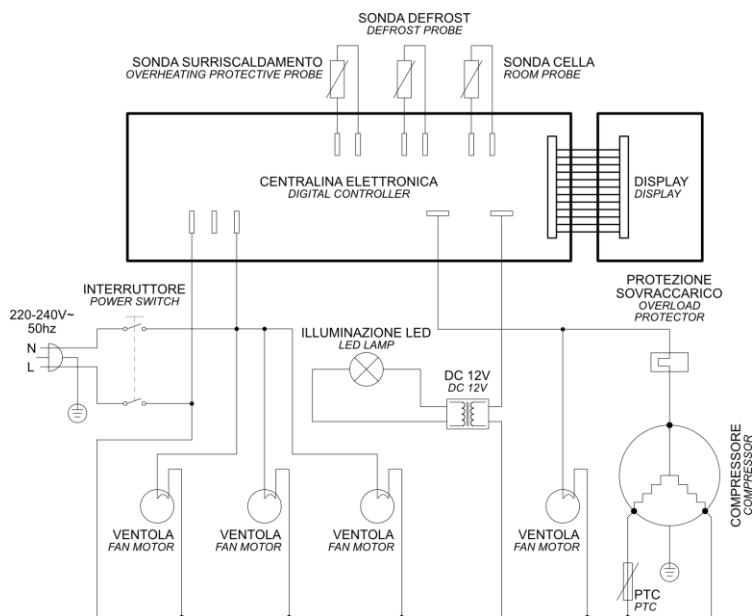 SONDA DEFROST
DEFROST PROBE
SONDA SURRISCALDAMENTO
OVERHEATING PROTECTIVE PROBE
SONDA CELLA
ROOM PROBE
CENTRALINA ELETTRONICA
DIGITAL CONTROLLER
DISPLAY
DISPLAY
INTERRUTTORE
POWER SWITCH
PROTEZIONE
SOVRACCARICO
OVERLOAD
PROTECTOR
220-240V~
50hz
N
L
ILLUMINAZIONE LED
LED LAMP
DC 12V
DC 12V
COMPRESSORE
COMPRESSOR
VENTOLA
FAN MOTOR
VENTOLA
FAN MOTOR
VENTOLA
FAN MOTOR
VENTOLA
FAN MOTOR
PTC
PTC